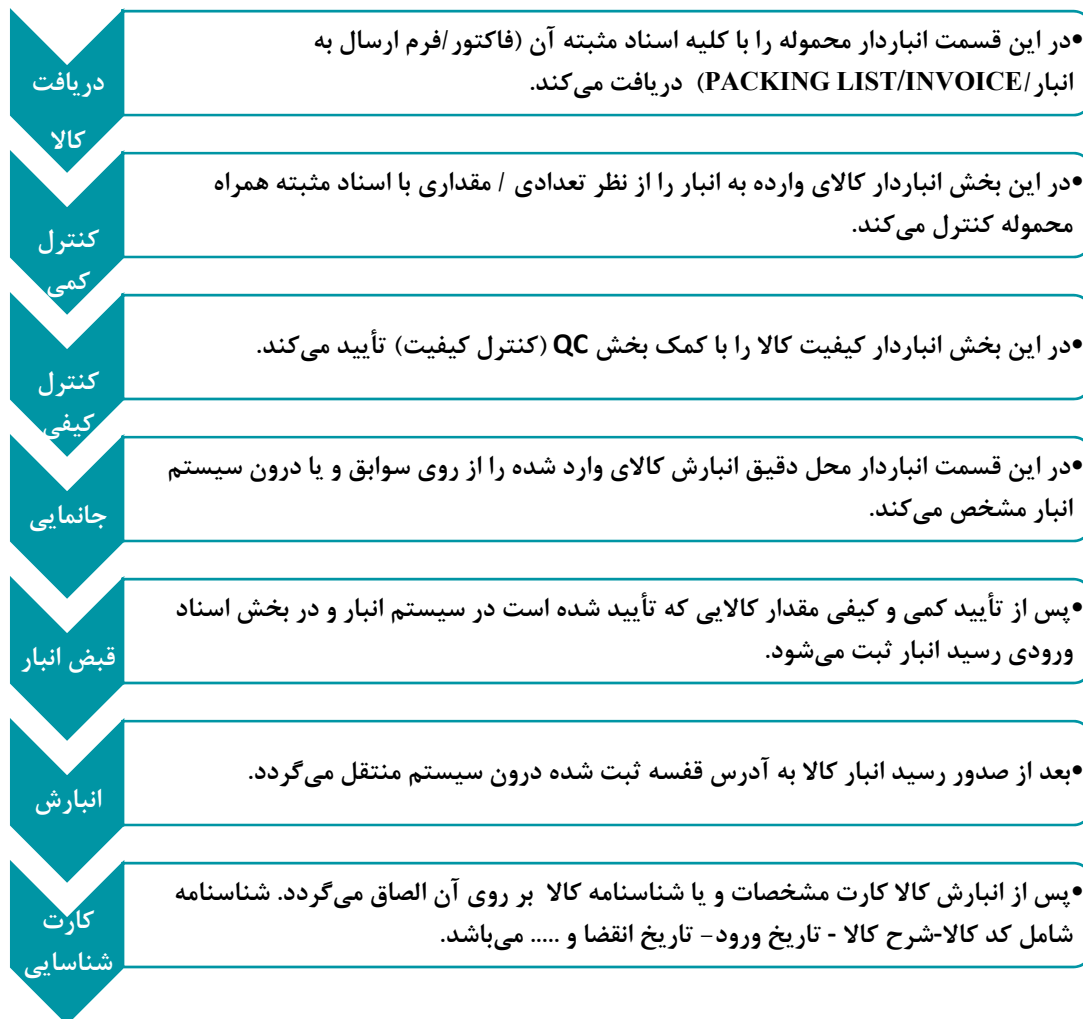 دریافت
کالا
•در این قسمت انباردار محموله را با کلیه اسناد مثبته آن (فاکتور/فرم ارسال به
انبار/PACKING LIST/INVOICE) دریافت می‌کند.
کنترل
کمی
•در این بخش انباردار کالای وارده به انبار را از نظر تعدادی / مقداری با اسناد مثبته همراه
محموله کنترل می‌کند.
کنترل
کیفی
•در این بخش انباردار کیفیت کالا را با کمک بخش QC (کنترل کیفیت) تأیید می‌کند.
جانمایی
•در این قسمت انباردار محل دقیق انبارش کالای وارد شده را از روی سوابق و یا درون سیستم
انبار مشخص می‌کند.
قبض انبار
•پس از تأیید کمی و کیفی مقدار کالایی که تأیید شده است در سیستم انبار و در بخش اسناد
ورودی رسید انبار ثبت می‌شود.
انبارش
•بعد از صدور رسید انبار کالا به آدرس قفسه ثبت شده درون سیستم منتقل می‌گردد.
کارت
شناسایی
•پس از انبارش کالا کارت مشخصات و یا شناسنامه کالا بر روی آن الصاق می‌گردد. شناسنامه
شامل کد کالا-شرح کالا - تاریخ ورود– تاریخ انقضا و ..... می‌باشد.